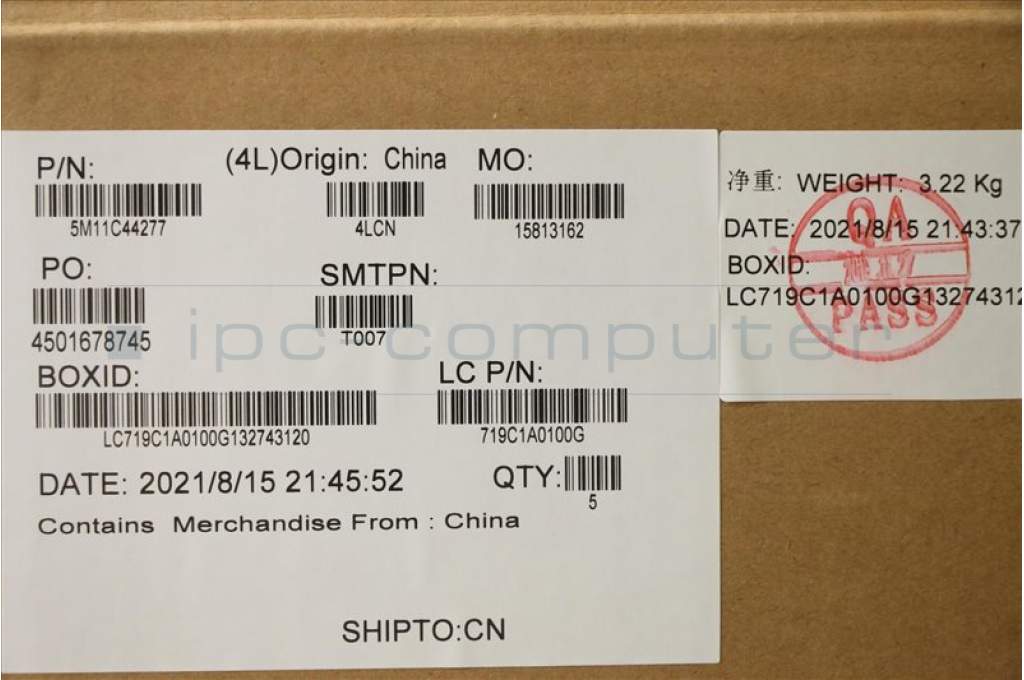 P/N:
5M11C44277
(4L)Origin: China
4LCN
MO:
15813162
PO:
4501678745
SMTPN:
T007
BOXID:
LC719C1A0100G132743120
LC P/N:
719C1A0100G
DATE: 2021/8/15 21:45:52
QTY:
5
Contains Merchandise From : China
SHIPTO:CN
净重: WEIGHT: 3.22 Kg
DATE: 2021/8/15 21:43:37
BOXID:
LC719C1A0100G13274312
QA
PASS
ipc-computer